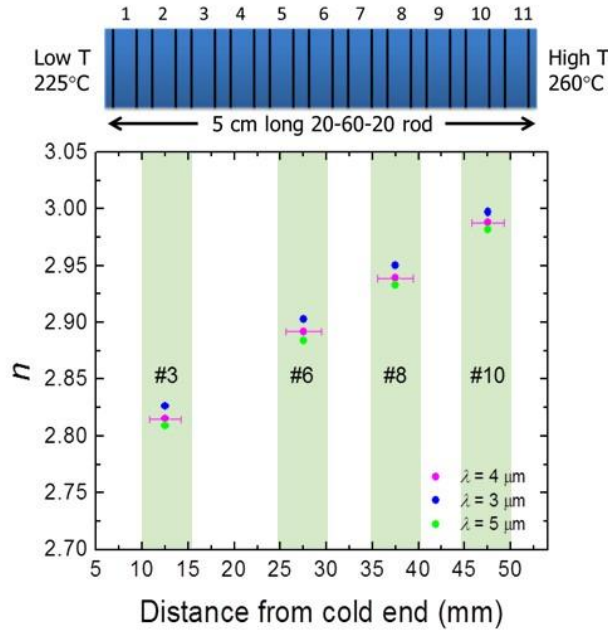 1 2 3 4 5 6 7 8 9 10 11
Low T
225°C
High T
260°C
5 cm long 20-60-20 rod
3.05
3.00
2.95
2.90
2.85
2.80
2.75
2.70
n
#3
#6
#8
#10
λ = 4 μm
λ = 3 μm
λ = 5 μm
5 10 15 20 25 30 35 40 45 50
Distance from cold end (mm)